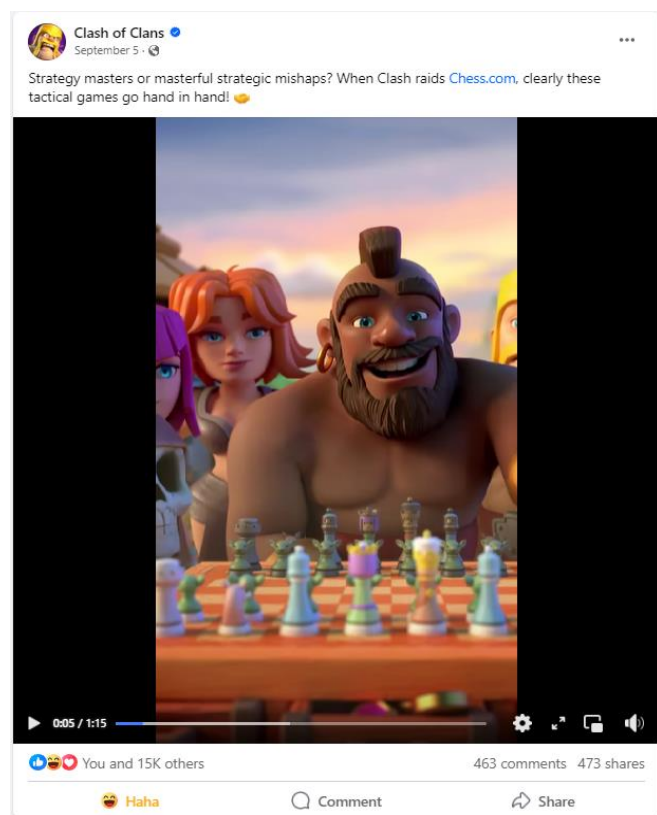 Clash of Clans
September 5 ·
Strategy masters or masterful strategic mishaps? When Clash raids Chess.com, clearly these
tactical games go hand in hand! 🤝
0:05 / 1:15
You and 15K others
463 comments 473 shares
Haha
Comment
Share